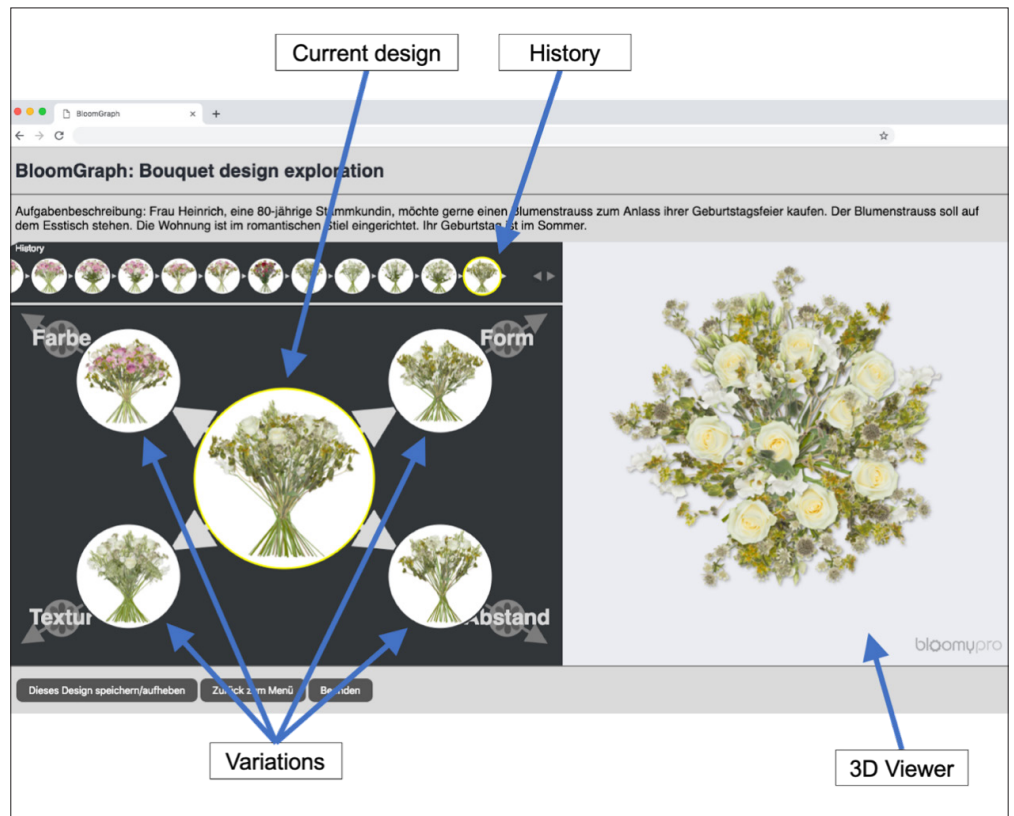 Current design
History
BloomGraph
BloomGraph: Bouquet design exploration
Aufgabenbeschreibung: Frau Heinrich, eine 80-jährige Stammkundin, möchte gerne einen Blumenstrauss zum Anlass ihrer Geburtstagsfeier kaufen. Der Blumenstrauss soll auf
dem Esstisch stehen. Die Wohnung ist im romantischen Stiel eingerichtet. Ihr Geburtstag ist im Sommer.
History
Farbe
Form
Textur
Abstand
bloomypro
Dieses Design speichern/aufheben
Zurück zum Menü
Beenden
Variations
3D Viewer